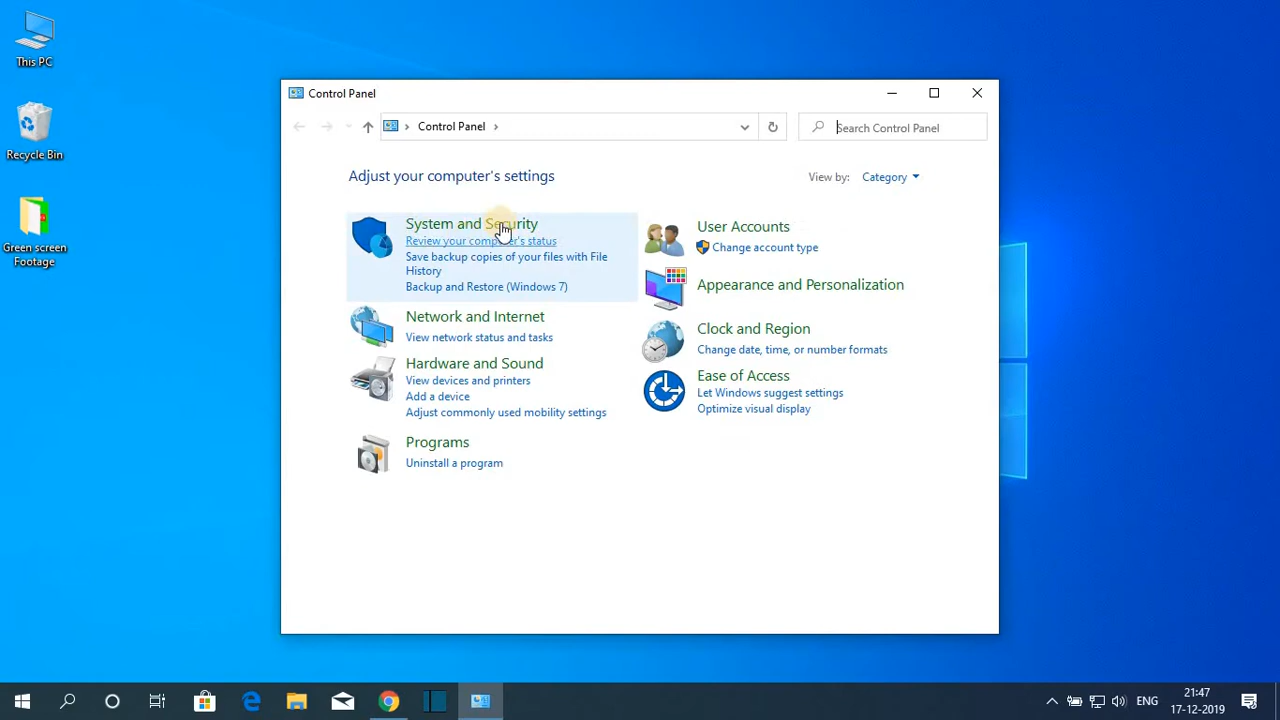 This PC
Recycle Bin
Green screen
Footage
Control Panel
Control Panel
Search Control Panel
Adjust your computer's settings
View by: Category
System and Security
Review your computer's status
Save backup copies of your files with File
History
Backup and Restore (Windows 7)
Network and Internet
View network status and tasks
Hardware and Sound
View devices and printers
Add a device
Adjust commonly used mobility settings
Programs
Uninstall a program
User Accounts
Change account type
Appearance and Personalization
Clock and Region
Change date, time, or number formats
Ease of Access
Let Windows suggest settings
Optimize visual display
ENG
21:47
17-12-2019